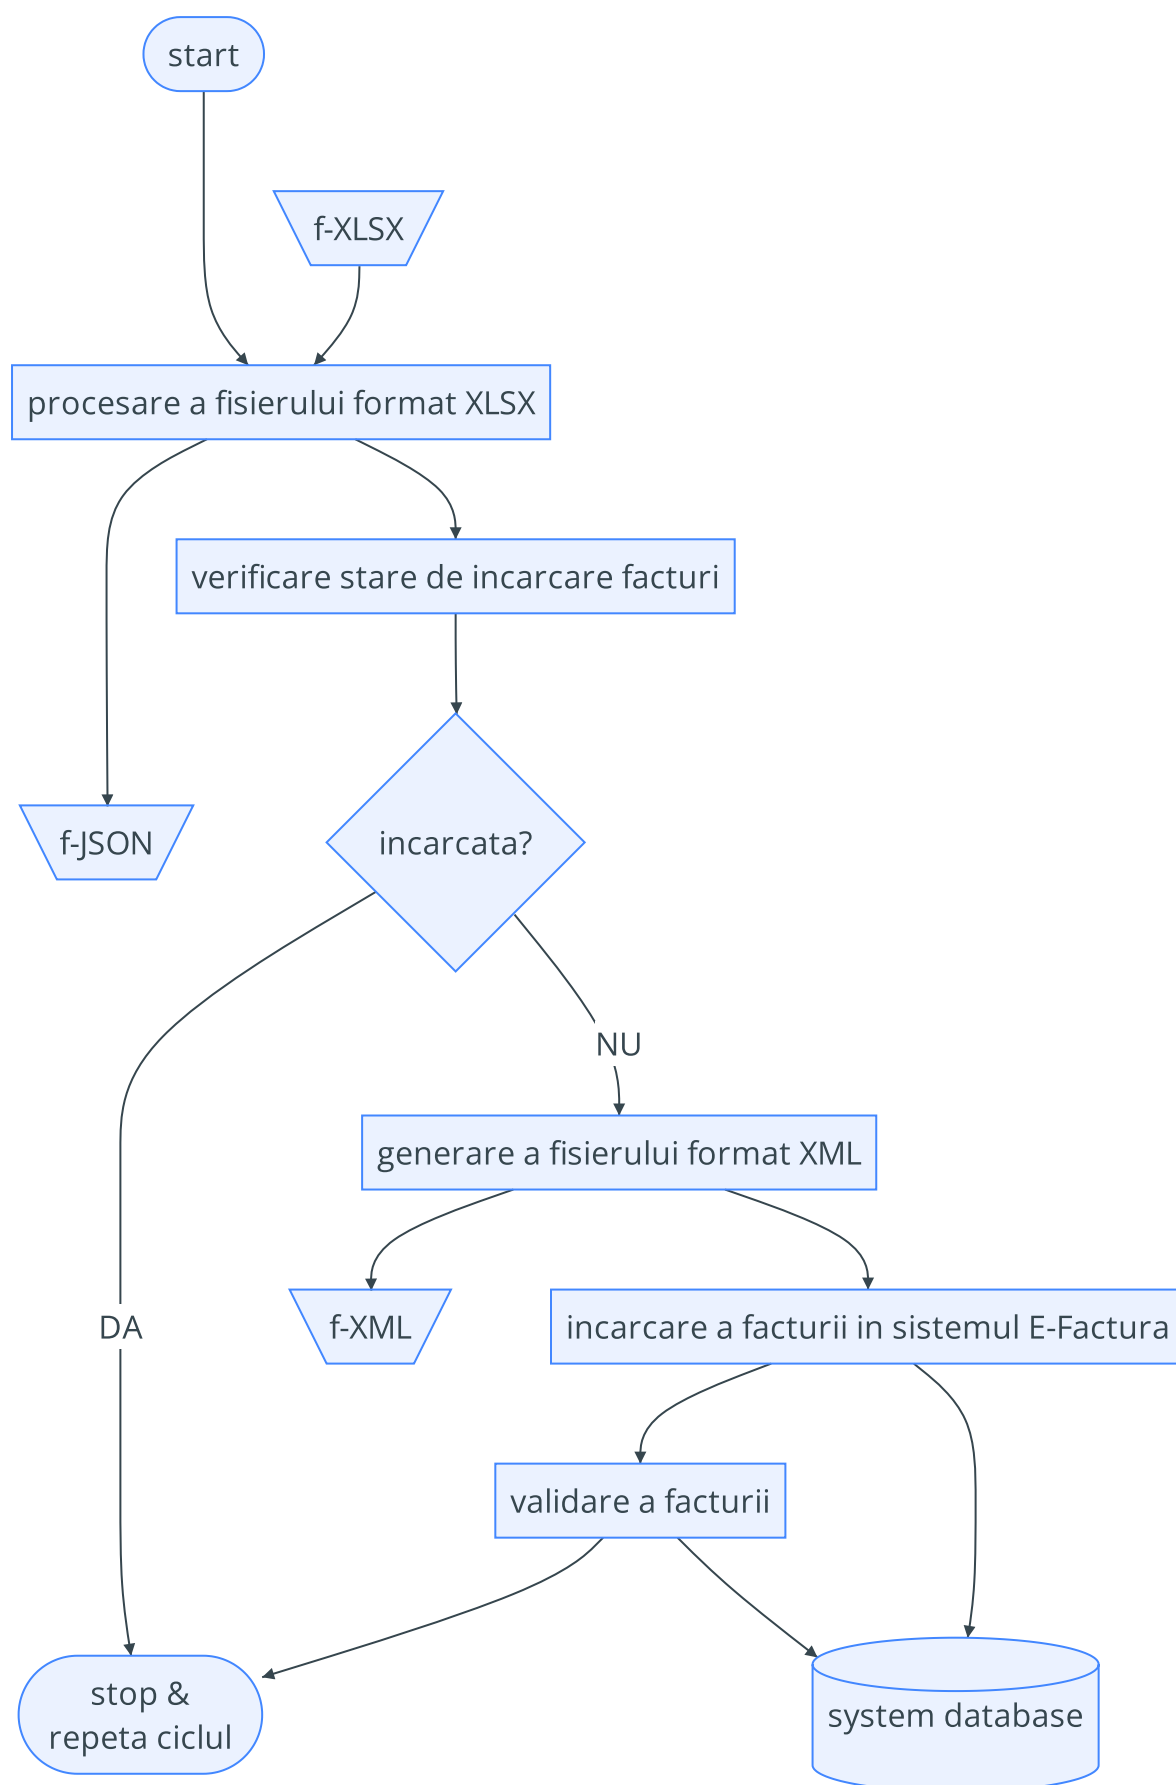 start
f-XLSX
procesare a fisierului format XLSX
verificare stare de incarcare facturi
f-JSON
incarcata?
NU
generare a fisierului format XML
DA
f-XML
incarcare a facturii in sistemul E-Factura
validare a facturii
stop &
repeta ciclul
system database